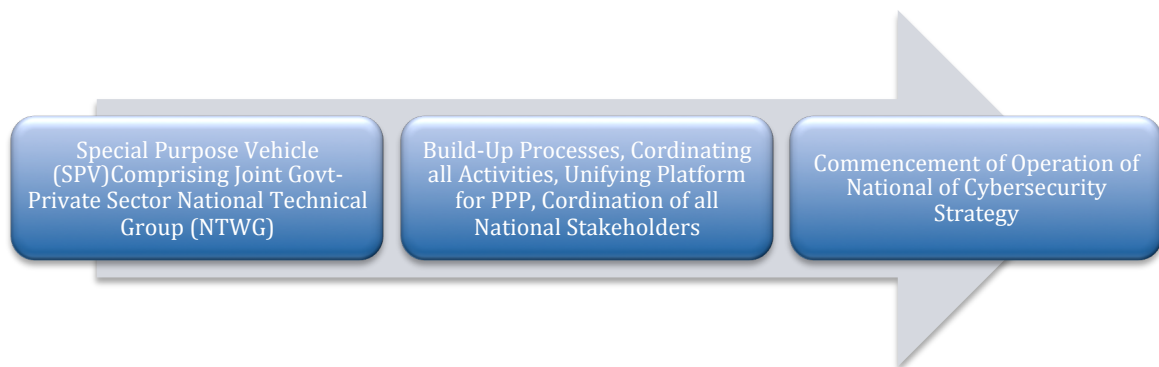 Special Purpose Vehicle
(SPV)Comprising Joint Govt-
Private Sector National Technical
Group (NTWG)
Build-Up Processes, Cordinating
all Activities, Unifying Platform
for PPP, Cordination of all
National Stakeholders
Commencement of Operation of
National of Cybersecurity
Strategy